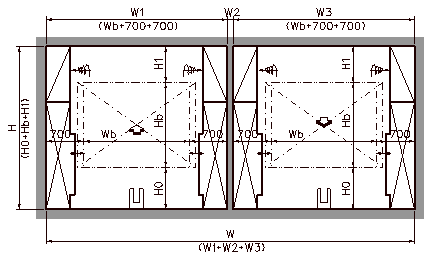 W1 W2 W3
(Wb+700+700) (Wb+700+700)
H1 H1
H
(H0+Hb+H1)
Hb Hb
700 Wb 700 700 Wb 700
H0 H0
W
(W1+W2+W3)